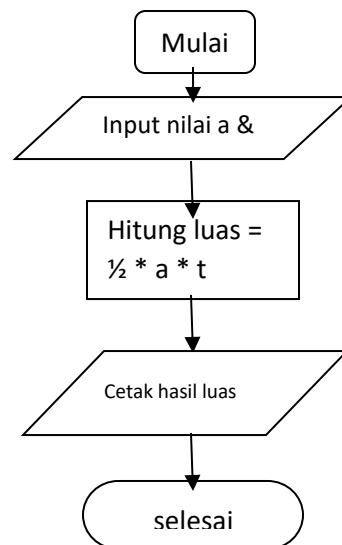 Mulai
Input nilai a &
Hitung luas =
½ * a * t
Cetak hasil luas
selesai